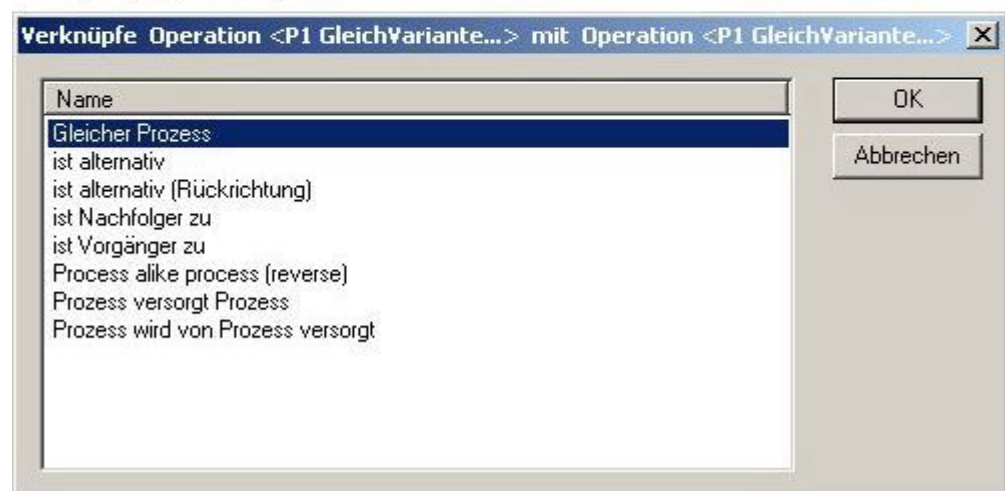 Verknüpfe Operation <P1 GleichVariante...> mit Operation <P1 GleichVariante...>
Name
OK
Gleicher Prozess
Abbrechen
ist alternativ
ist alternativ (Rückrichtung)
ist Nachfolger zu
ist Vorgänger zu
Process alike process (reverse)
Prozess versorgt Prozess
Prozess wird von Prozess versorgt